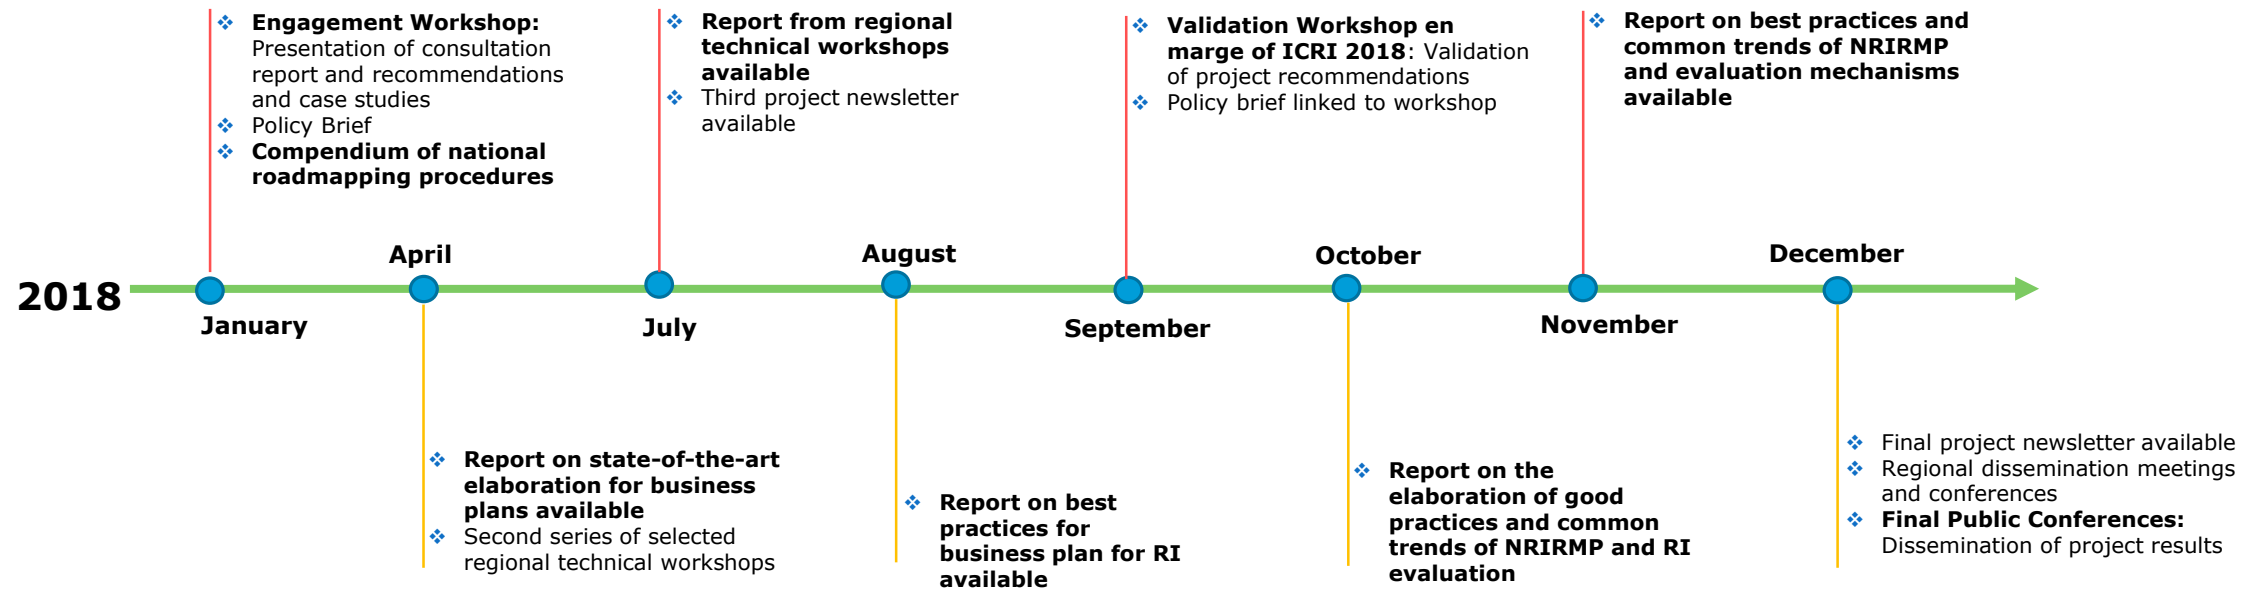 Engagement Workshop:
Presentation of consultation
report and recommendations
and case studies
Policy Brief
Compendium of national
roadmapping procedures
Report from regional
technical workshops
available
Third project newsletter
available
Validation Workshop en
marge of ICRI 2018: Validation
of project recommendations
Policy brief linked to workshop
Report on best practices and
common trends of NRIRMP
and evaluation mechanisms
available
April
August
October
December
2018
January
July
September
November
Report on state-of-the-art
elaboration for business
plans available
Second series of selected
regional technical workshops
Report on best
practices for
business plan for RI
available
Report on the
elaboration of good
practices and common
trends of NRIRMP and RI
evaluation
Final project newsletter available
Regional dissemination meetings
and conferences
Final Public Conferences:
Dissemination of project results